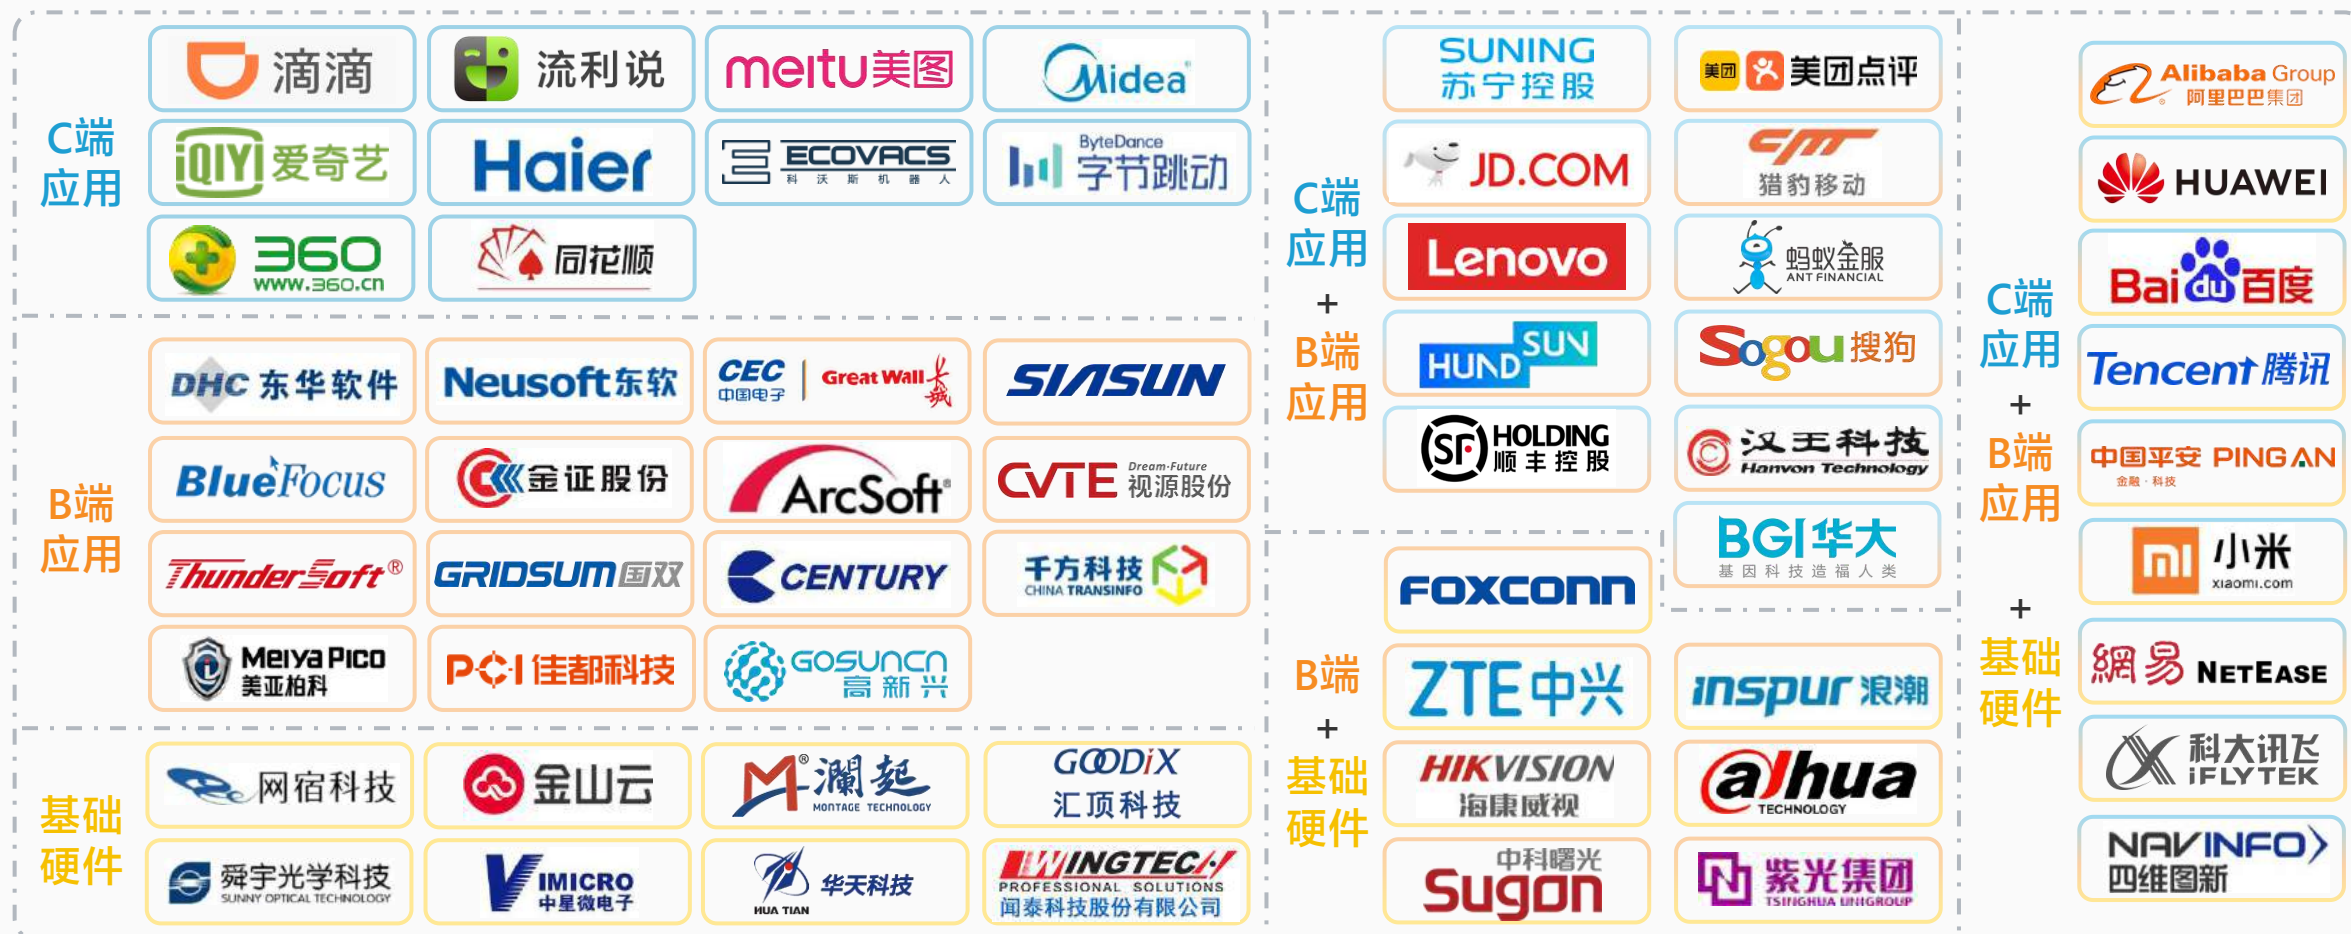 C端
应用
滴滴
流利说
meitu美图
Midea
iQIYI 爱奇艺
Haier
ECOVACS
科沃斯机器人
ByteDance
字节跳动
360
www.360.cn
同花顺
B端
应用
DHC 东华软件
Neusoft东软
CEC
中国电子
Great Wall 长城
SIASUN
BlueFocus
金证股份
ArcSoft®
CVTE
Dream·Future
视源股份
ThunderSoft®
GRIDSUM国双
CENTURY
千方科技
CHINA TRANSINFO
Meiya Pico
美亚柏科
PCI 佳都科技
GOSUNCN
高新兴
基础
硬件
网宿科技
金山云
M®澜起
MONTAGE TECHNOLOGY
GOODiX
汇顶科技
舜宇光学科技
SUNNY OPTICAL TECHNOLOGY
VIMICRO
中星微电子
HUA TIAN
华天科技
WINGTECH
PROFESSIONAL SOLUTIONS
闻泰科技股份有限公司
C端
应用
+
B端
应用
SUNING
苏宁控股
美团
美团点评
JD.COM
CM
猎豹移动
Lenovo
蚂蚁金服
ANT FINANCIAL
HUNDSUN
Sogou搜狗
SF
HOLDING
顺丰控股
汉王科技
Hanvon Technology
BGI华大
基因科技造福人类
B端
+
基础
硬件
FOXCONN
ZTE中兴
inspur 浪潮
HIKVISION
海康威视
alhua
TECHNOLOGY
中科曙光
Sugon
紫光集团
TSINGHUA UNIGROUP
C端
应用
+
B端
应用
+
基础
硬件
Alibaba Group
阿里巴巴集团
HUAWEI
Bai du 百度
Tencent 腾讯
中国平安 PING AN
金融·科技
mi
小米
xiaomi.com
網易 NETEASE
科大讯飞
iFLYTEK
NAVINFO
四维图新